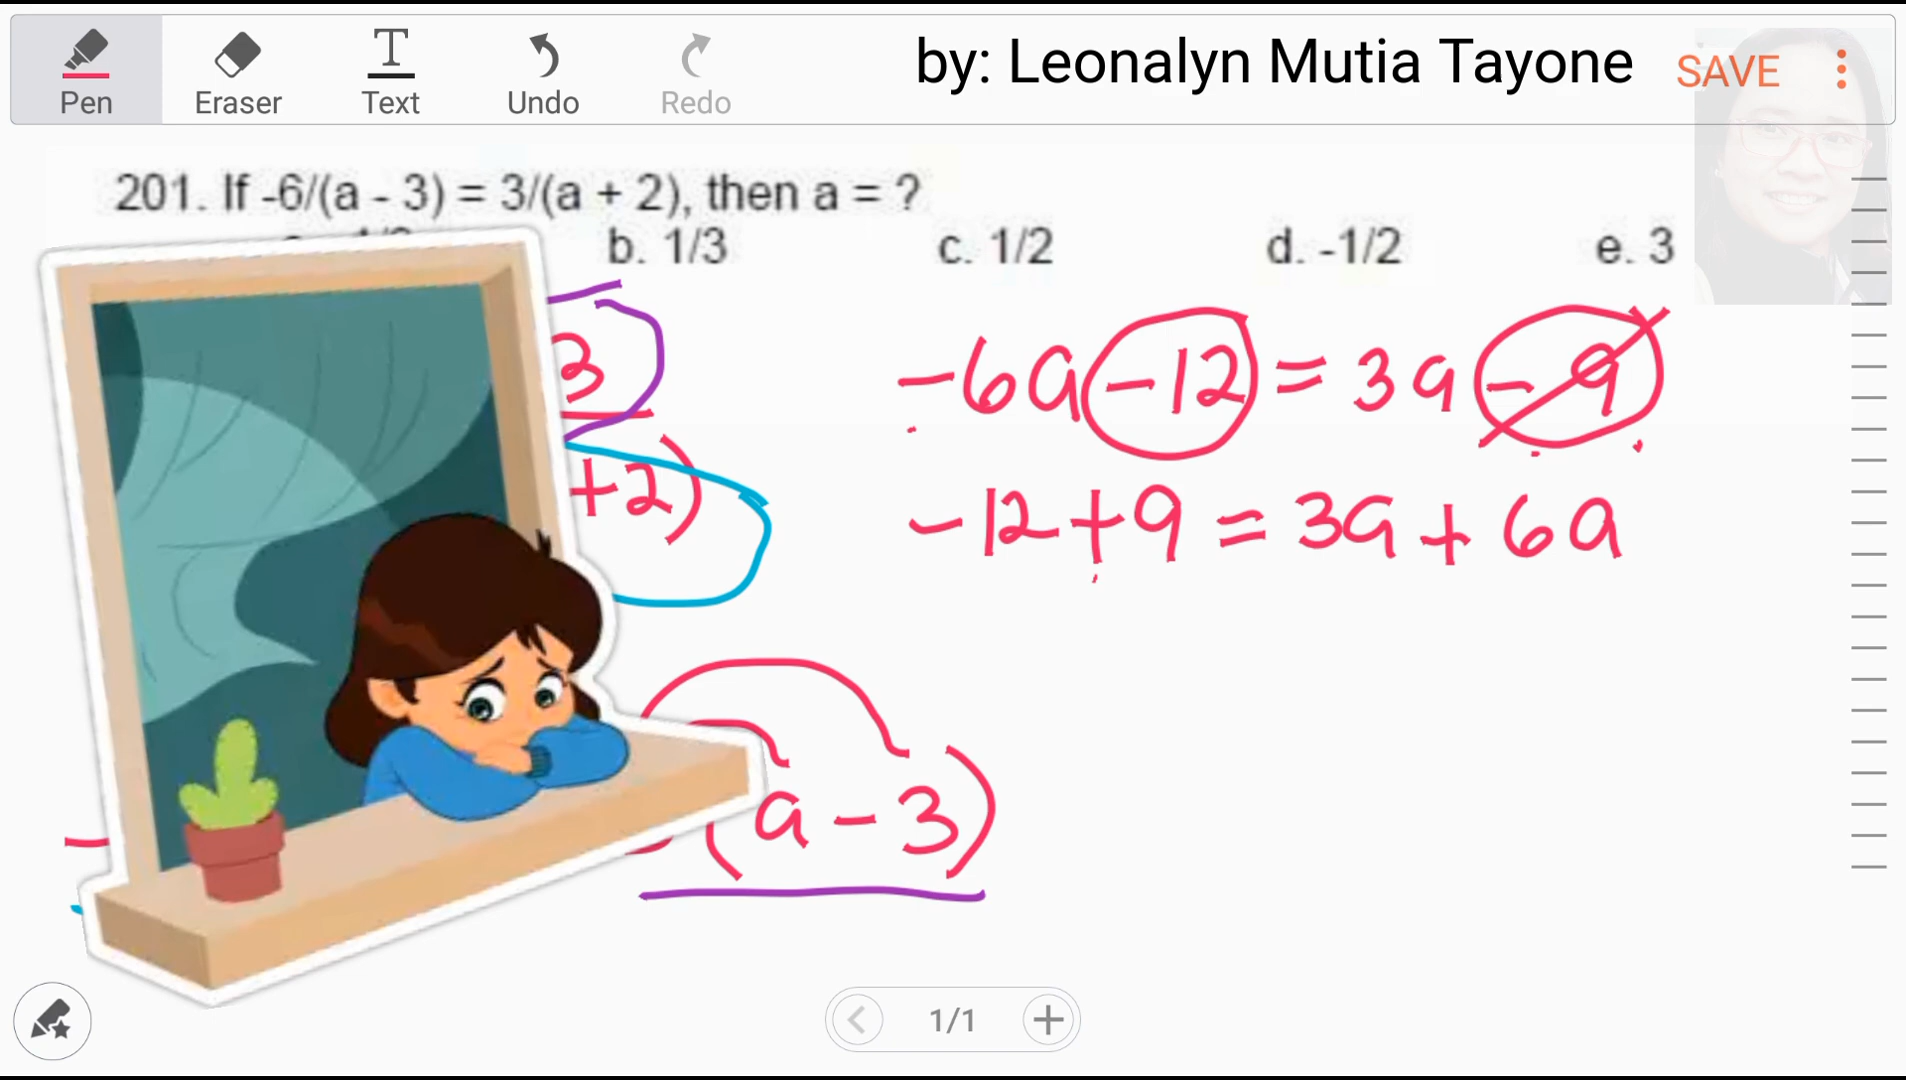 Pen Eraser Text Undo Redo by: Leonalyn Mutia Tayone SAVE
201. If -6/(a - 3) = 3/(a + 2), then a = ?
b. 1/3 c. 1/2 d. -1/2 e. 3
3
+2)
-6a -12 = 3a - 9
-12 + 9 = 3a + 6a
(a - 3)
1/1